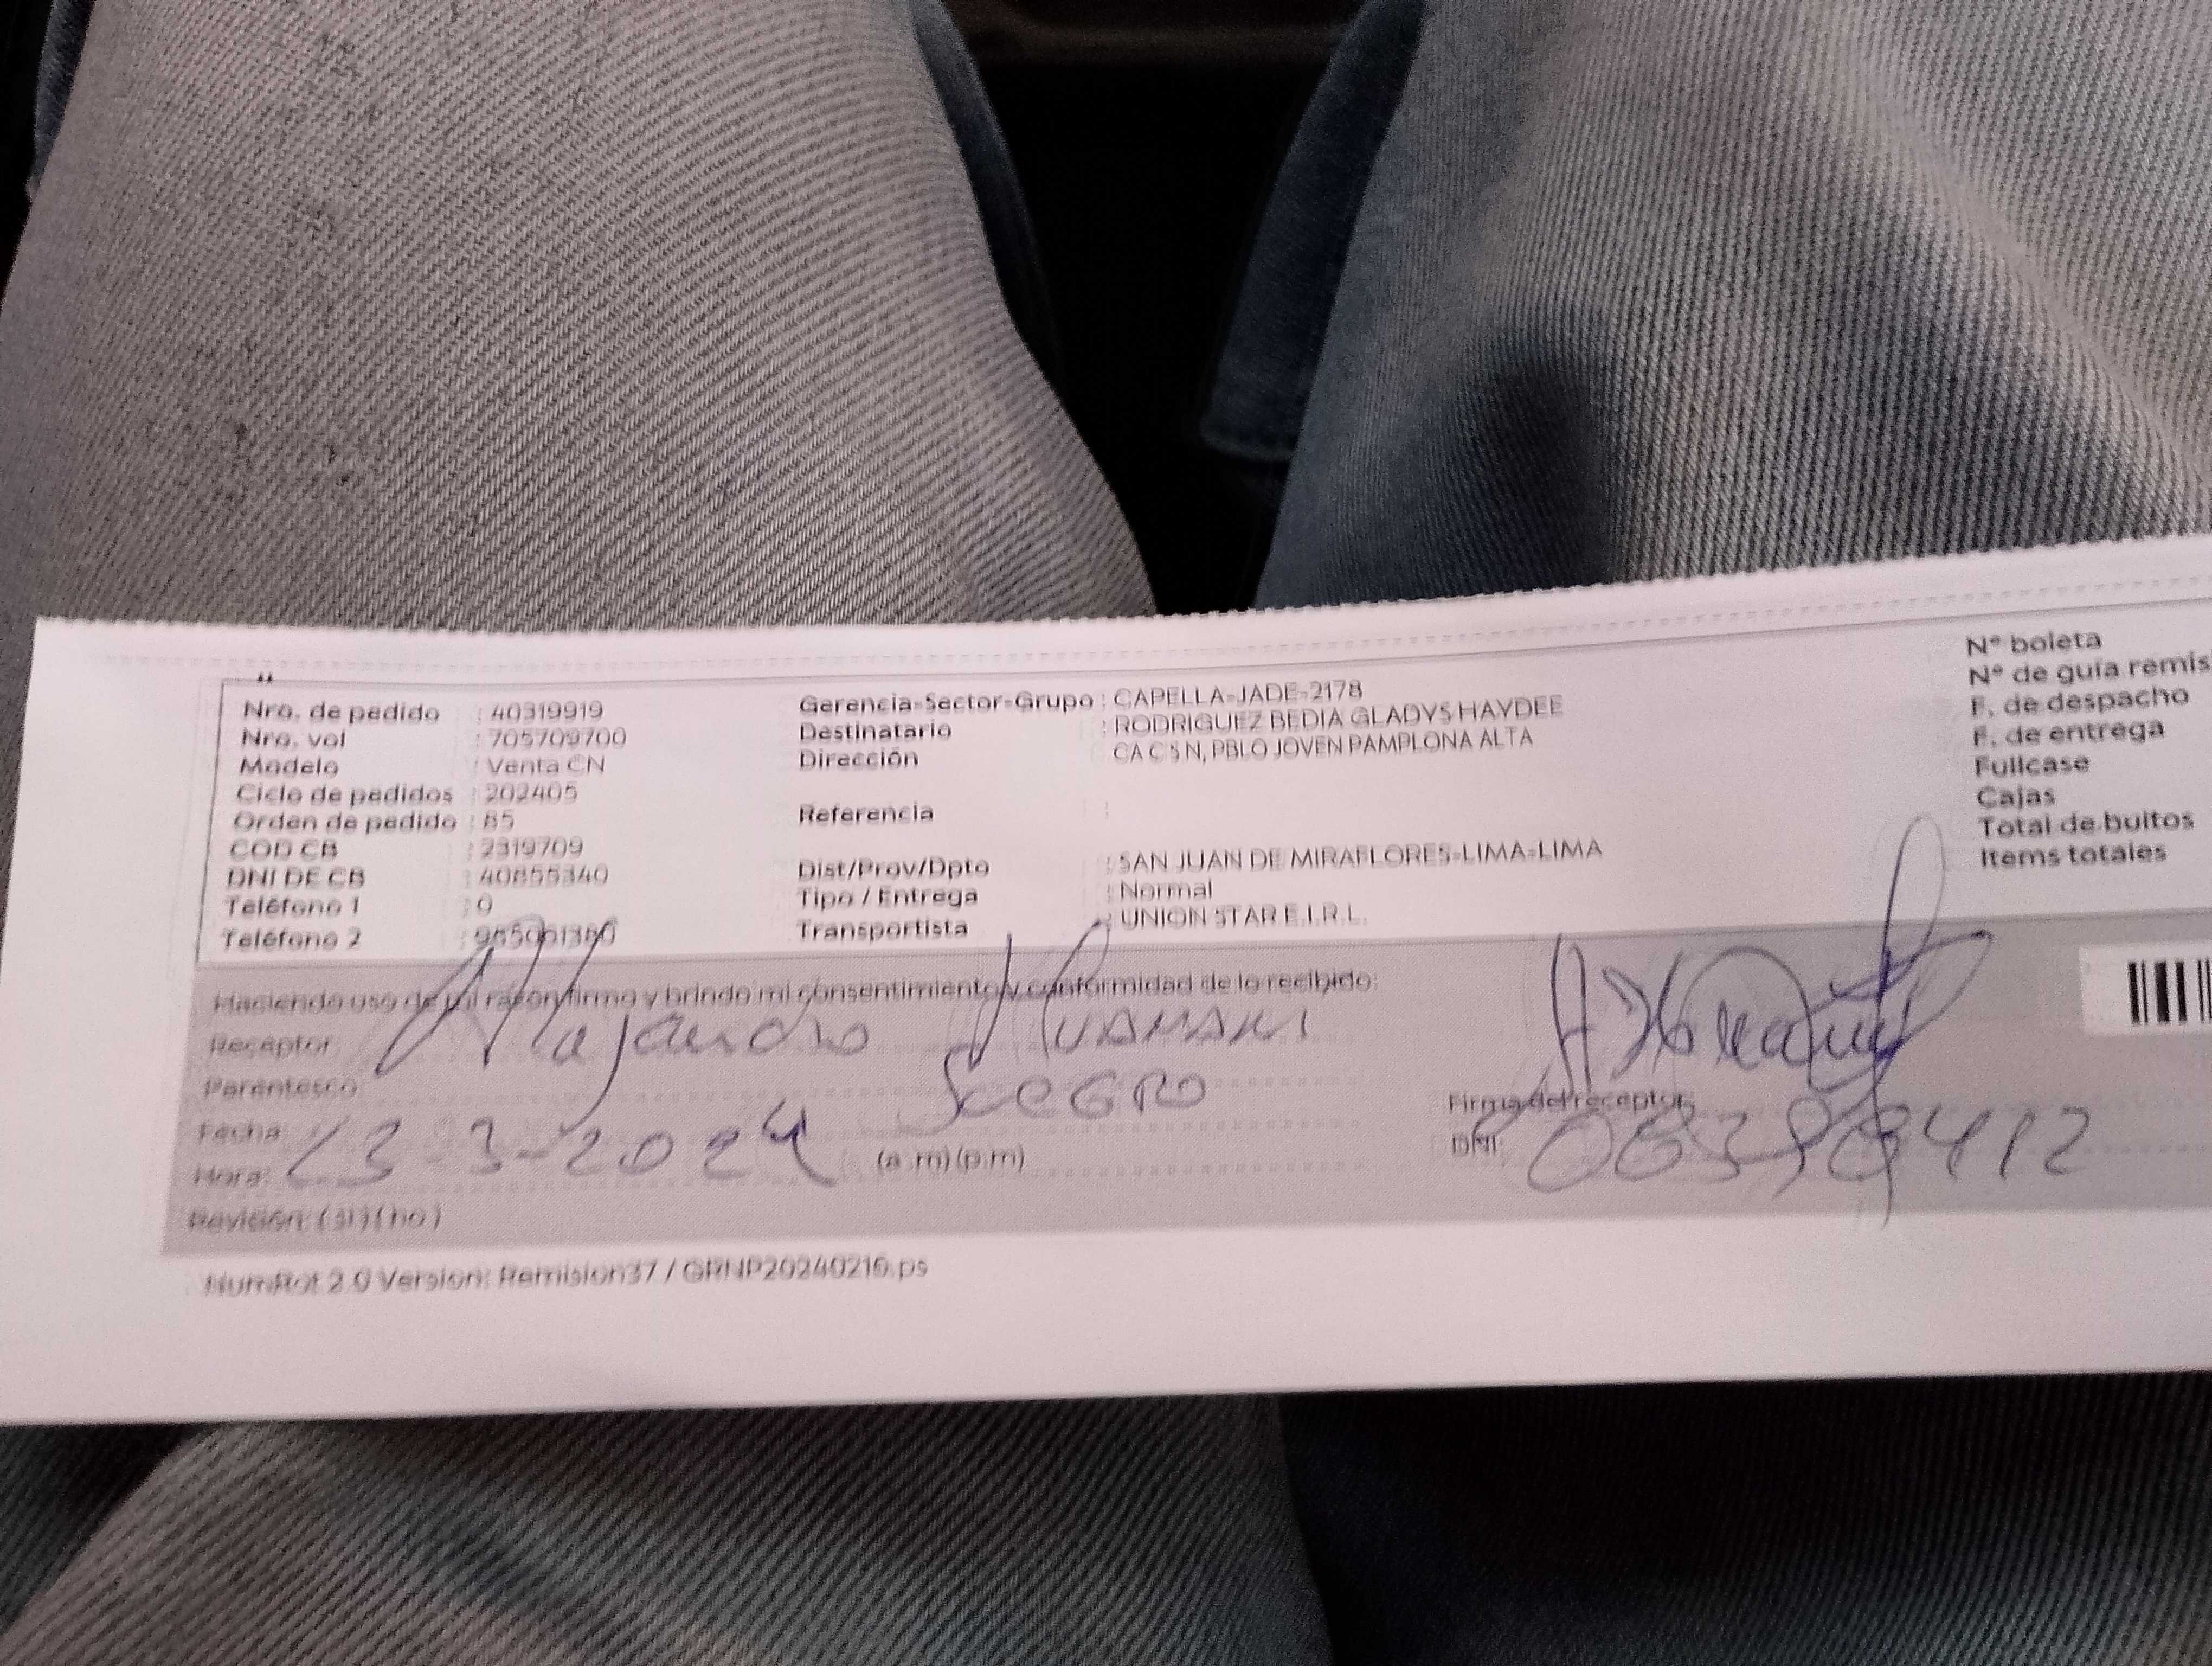 Nro. de pedido : 40319919
Nro. vol : 705709700
Modelo : Venta CN
Ciclo de pedidos : 202405
Orden de pedido : 85
COD CB : 2319709
DNI DE CB : 40855340
Teléfono 1 : 0
Teléfono 2
Gerencia-Sector-Grupo : CAPELLA-JADE-2178
Destinatario : RODRIGUEZ BEDIA GLADYS HAYDEE
Dirección CA C S N, PBLO JOVEN PAMPLONA ALTA
Referencia :
Dist/Prov/Dpto : SAN JUAN DE MIRAFLORES-LIMA-LIMA
Tipo / Entrega : Normal
Transportista : UNION STAR E.I.R.L.
N° boleta
N° de guía remis
F. de despacho
F. de entrega
Fullcase
Cajas
Total de bultos
Items totales
Haciendo uso de mi razon firmo y brindo mi consentimiento y conformidad de lo recibido:
Receptor: Alejandro HUAMANI
Parentesco: SUEGRO
Fecha: 23-3-2024
Hora: (a.m) (p.m)
Revisión: (si) (no)
Firma del receptor:
DNI:
NumRot 2.0 Version: Remision37 / GRNP20240216.ps